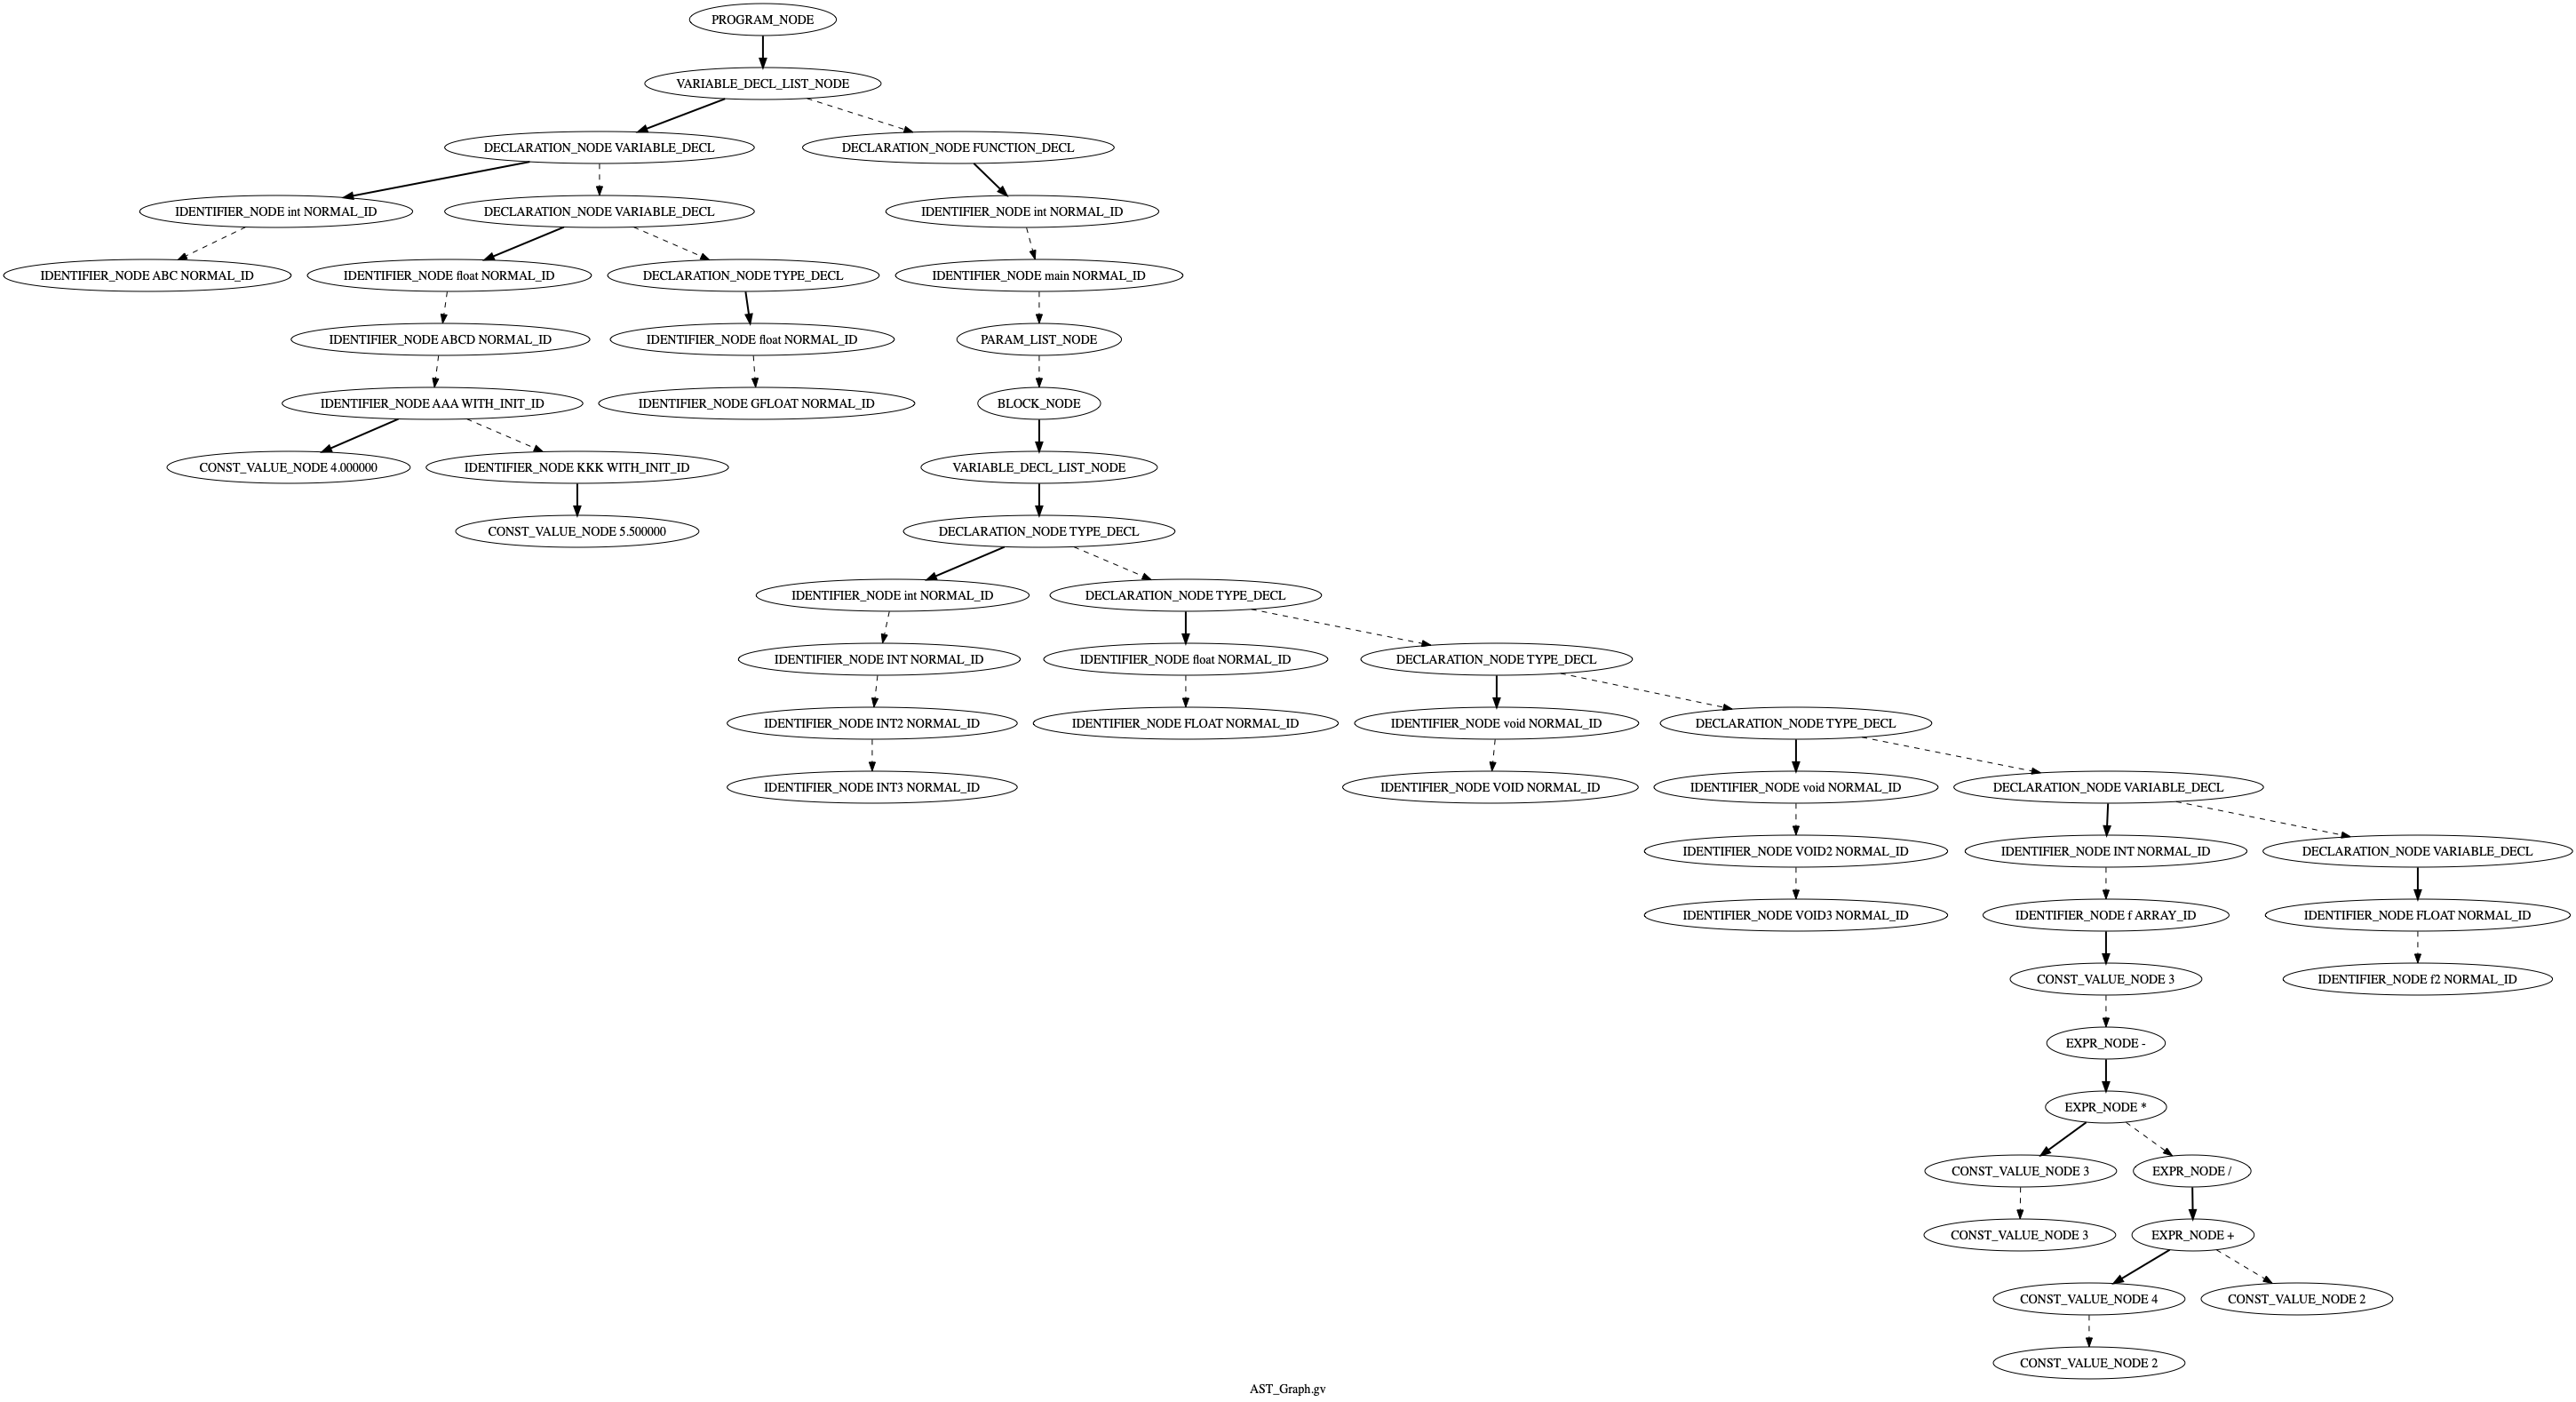 PROGRAM_NODE
VARIABLE_DECL_LIST_NODE
DECLARATION_NODE VARIABLE_DECL
DECLARATION_NODE FUNCTION_DECL
IDENTIFIER_NODE int NORMAL_ID
DECLARATION_NODE VARIABLE_DECL
IDENTIFIER_NODE int NORMAL_ID
IDENTIFIER_NODE ABC NORMAL_ID
IDENTIFIER_NODE float NORMAL_ID
DECLARATION_NODE TYPE_DECL
IDENTIFIER_NODE main NORMAL_ID
IDENTIFIER_NODE ABCD NORMAL_ID
IDENTIFIER_NODE float NORMAL_ID
PARAM_LIST_NODE
IDENTIFIER_NODE AAA WITH_INIT_ID
IDENTIFIER_NODE GFLOAT NORMAL_ID
BLOCK_NODE
CONST_VALUE_NODE 4.000000
IDENTIFIER_NODE KKK WITH_INIT_ID
VARIABLE_DECL_LIST_NODE
CONST_VALUE_NODE 5.500000
DECLARATION_NODE TYPE_DECL
IDENTIFIER_NODE int NORMAL_ID
DECLARATION_NODE TYPE_DECL
IDENTIFIER_NODE INT NORMAL_ID
IDENTIFIER_NODE float NORMAL_ID
DECLARATION_NODE TYPE_DECL
IDENTIFIER_NODE INT2 NORMAL_ID
IDENTIFIER_NODE FLOAT NORMAL_ID
IDENTIFIER_NODE void NORMAL_ID
DECLARATION_NODE TYPE_DECL
IDENTIFIER_NODE INT3 NORMAL_ID
IDENTIFIER_NODE VOID NORMAL_ID
IDENTIFIER_NODE void NORMAL_ID
DECLARATION_NODE VARIABLE_DECL
IDENTIFIER_NODE VOID2 NORMAL_ID
IDENTIFIER_NODE INT NORMAL_ID
DECLARATION_NODE VARIABLE_DECL
IDENTIFIER_NODE VOID3 NORMAL_ID
IDENTIFIER_NODE f ARRAY_ID
IDENTIFIER_NODE FLOAT NORMAL_ID
CONST_VALUE_NODE 3
IDENTIFIER_NODE f2 NORMAL_ID
EXPR_NODE -
EXPR_NODE *
CONST_VALUE_NODE 3
EXPR_NODE /
CONST_VALUE_NODE 3
EXPR_NODE +
CONST_VALUE_NODE 4
CONST_VALUE_NODE 2
CONST_VALUE_NODE 2
AST_Graph.gv